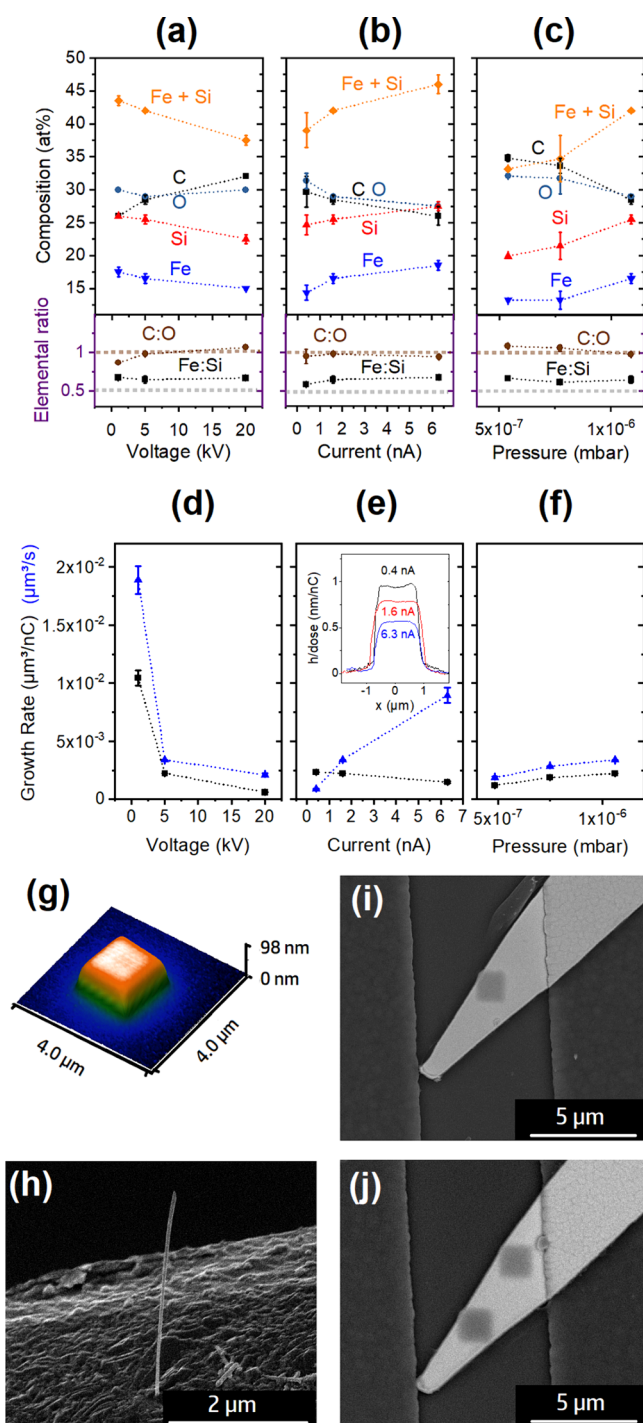 (a) (b) (c)
Composition (at%)
50
45
40
35
30
25
20
15
Fe + Si
C
O
Si
Fe
Fe + Si
C O
Si
Fe
Fe + Si
C
O
Si
Fe
Elemental ratio
1
0.5
C:O
Fe:Si
C:O
Fe:Si
C:O
Fe:Si
0 5 10 15 20
Voltage (kV)
0 1 2 3 4 5 6
Current (nA)
5x10⁻⁷ 1x10⁻⁶
Pressure (mbar)
(d) (e) (f)
Growth Rate (µm³/nC) (µm³/s)
2x10⁻²
1.5x10⁻²
1x10⁻²
5x10⁻³
0
h/dose (nm/nC)
1
0.5
0
0.4 nA
1.6 nA
6.3 nA
-1 0 1
x (µm)
0 5 10 15 20
Voltage (kV)
0 1 2 3 4 5 6 7
Current (nA)
5x10⁻⁷ 1x10⁻⁶
Pressure (mbar)
(g)
98 nm
0 nm
4.0 µm
4.0 µm
(i)
5 µm
(h)
2 µm
(j)
5 µm